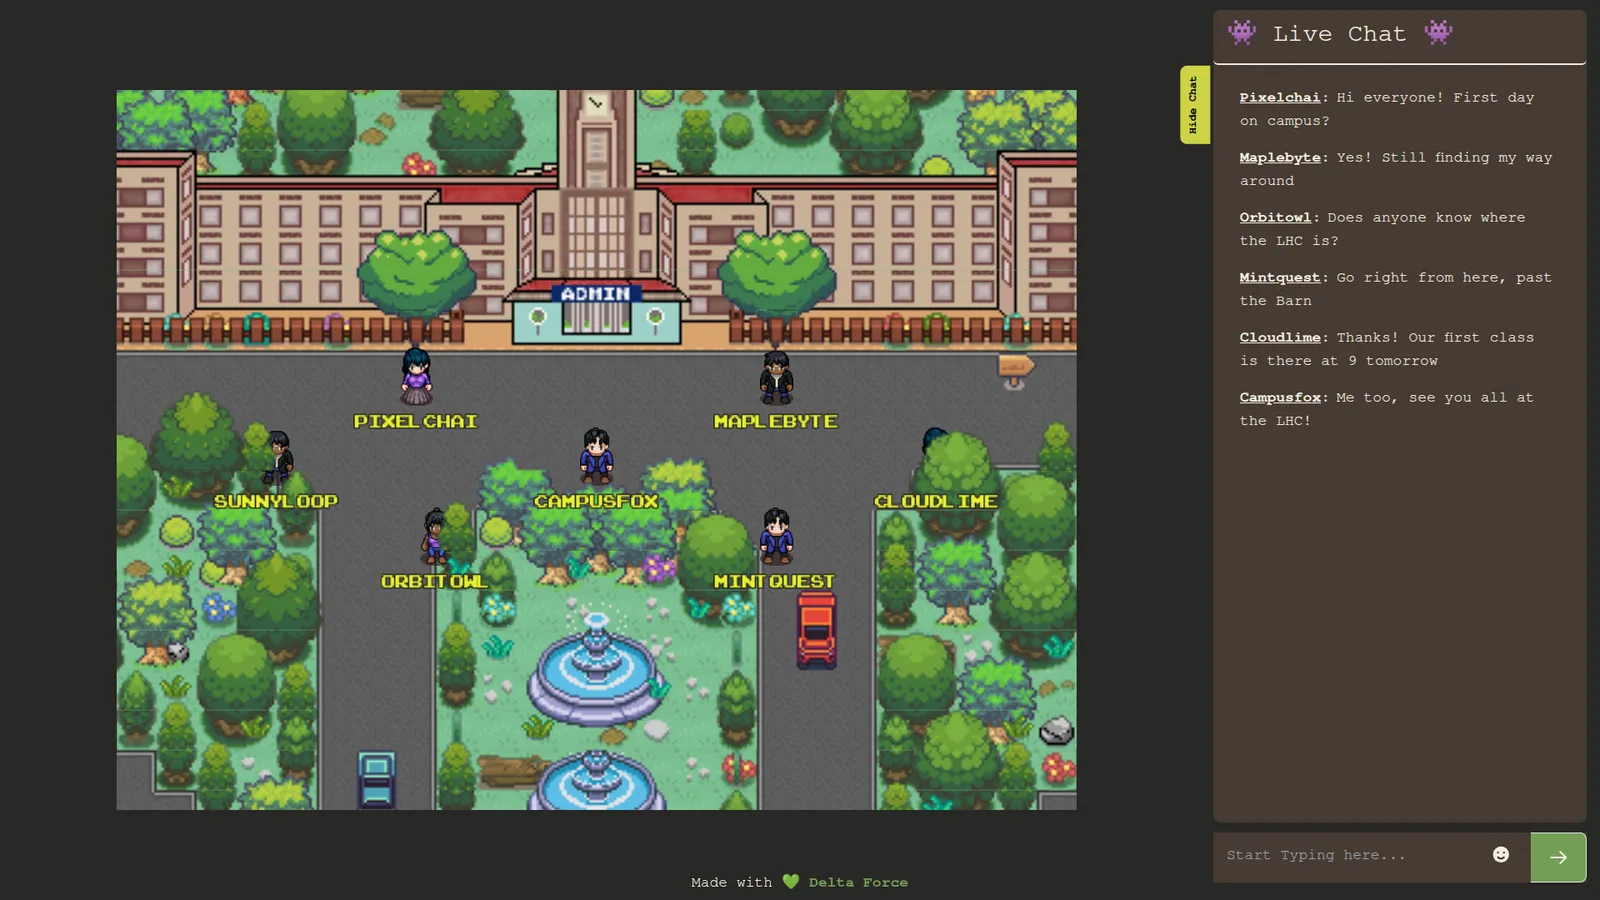 👾 Live Chat 👾
Hide Chat
Pixelchai: Hi everyone! First day
on campus?
Maplebyte: Yes! Still finding my way
around
Orbitowl: Does anyone know where
the LHC is?
Mintquest: Go right from here, past
the Barn
Cloudlime: Thanks! Our first class
is there at 9 tomorrow
Campusfox: Me too, see you all at
the LHC!
ADMIN
PIXELCHAI
MAPLEBYTE
SUNNYLOOP
CAMPUSFOX
CLOUDLIME
ORBITOWL
MINTQUEST
Start Typing here...
Made with 💚 Delta Force